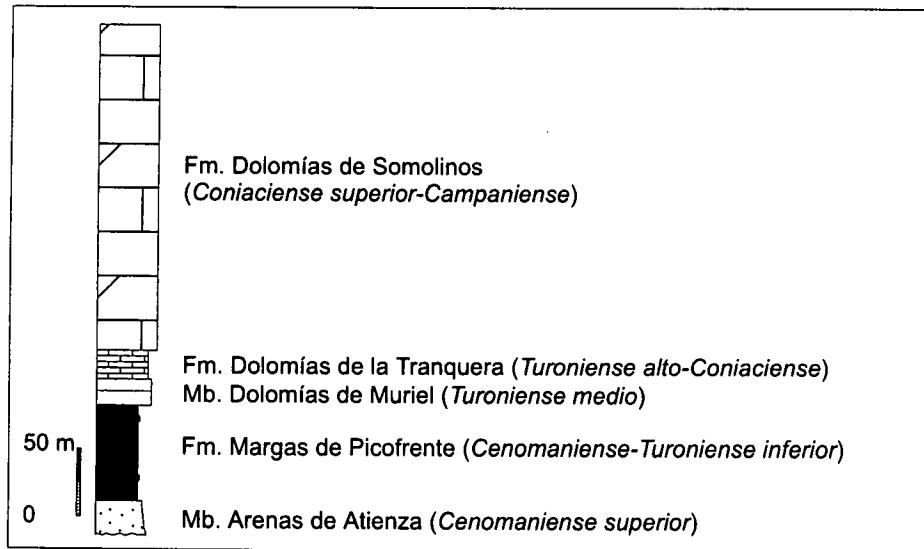 Fm. Dolomías de Somolinos
(Coniaciense superior-Campaniense)
Fm. Dolomías de la Tranquera (Turoniense alto-Coniaciense)
Mb. Dolomías de Muriel (Turoniense medio)
50 m
Fm. Margas de Picofrente (Cenomaniense-Turoniense inferior)
0
Mb. Arenas de Atienza (Cenomaniense superior)